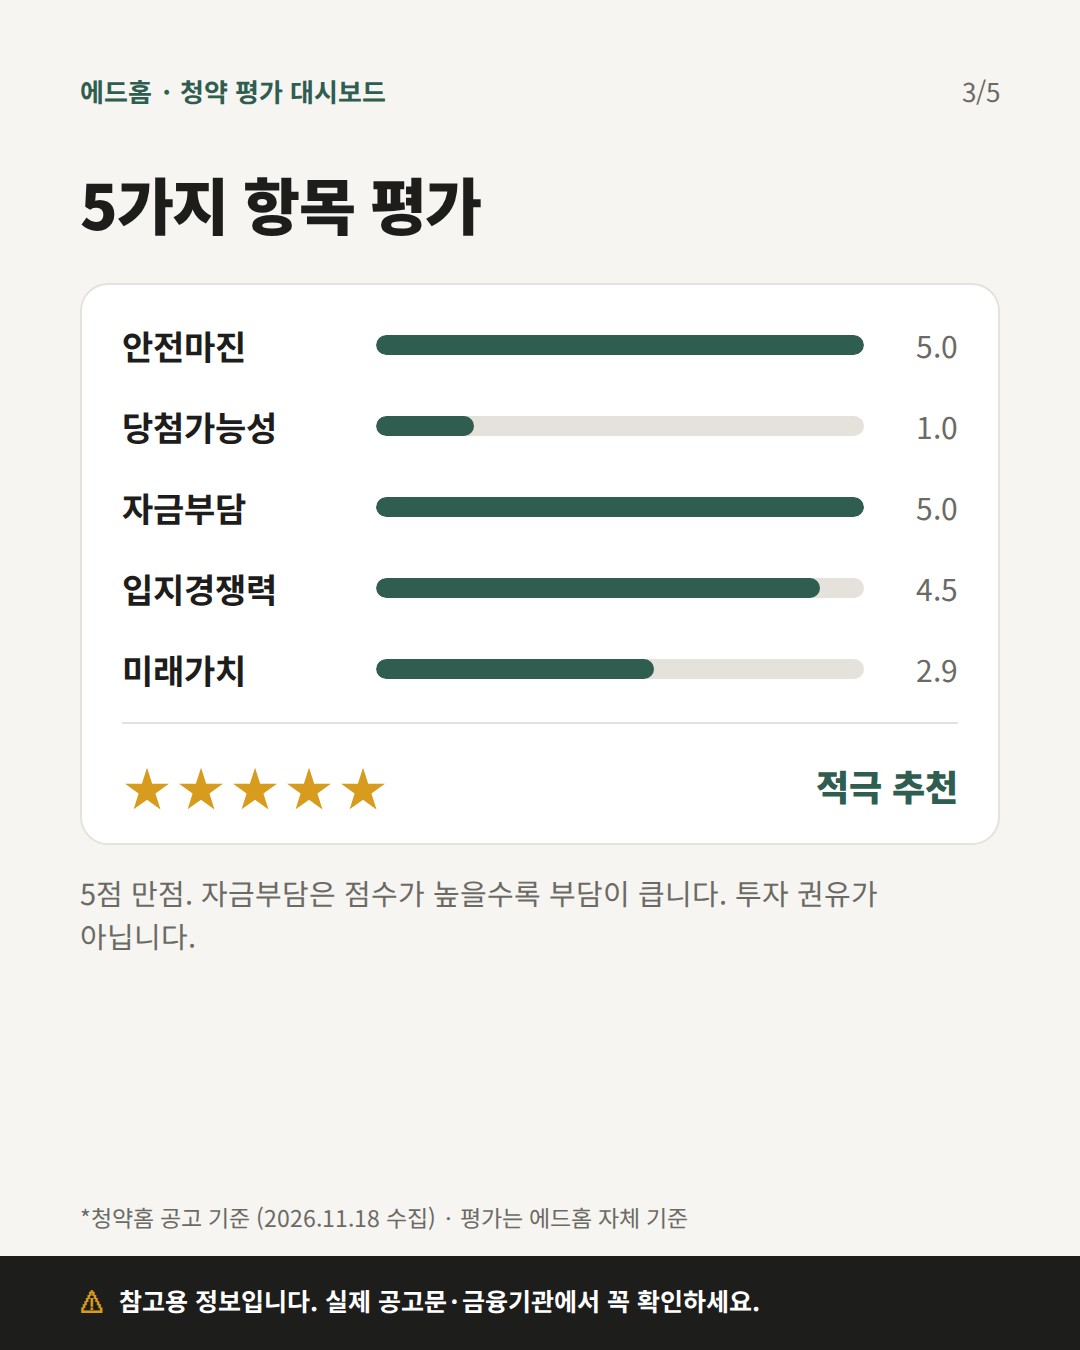 에드홈 · 청약 평가 대시보드 3/5
5가지 항목 평가
안전마진 5.0
당첨가능성 1.0
자금부담 5.0
입지경쟁력 4.5
미래가치 2.9
★★★★★ 적극 추천
5점 만점. 자금부담은 점수가 높을수록 부담이 큽니다. 투자 권유가
아닙니다.
*청약홈 공고 기준 (2026.11.18 수집) · 평가는 에드홈 자체 기준
⚠ 참고용 정보입니다. 실제 공고문·금융기관에서 꼭 확인하세요.